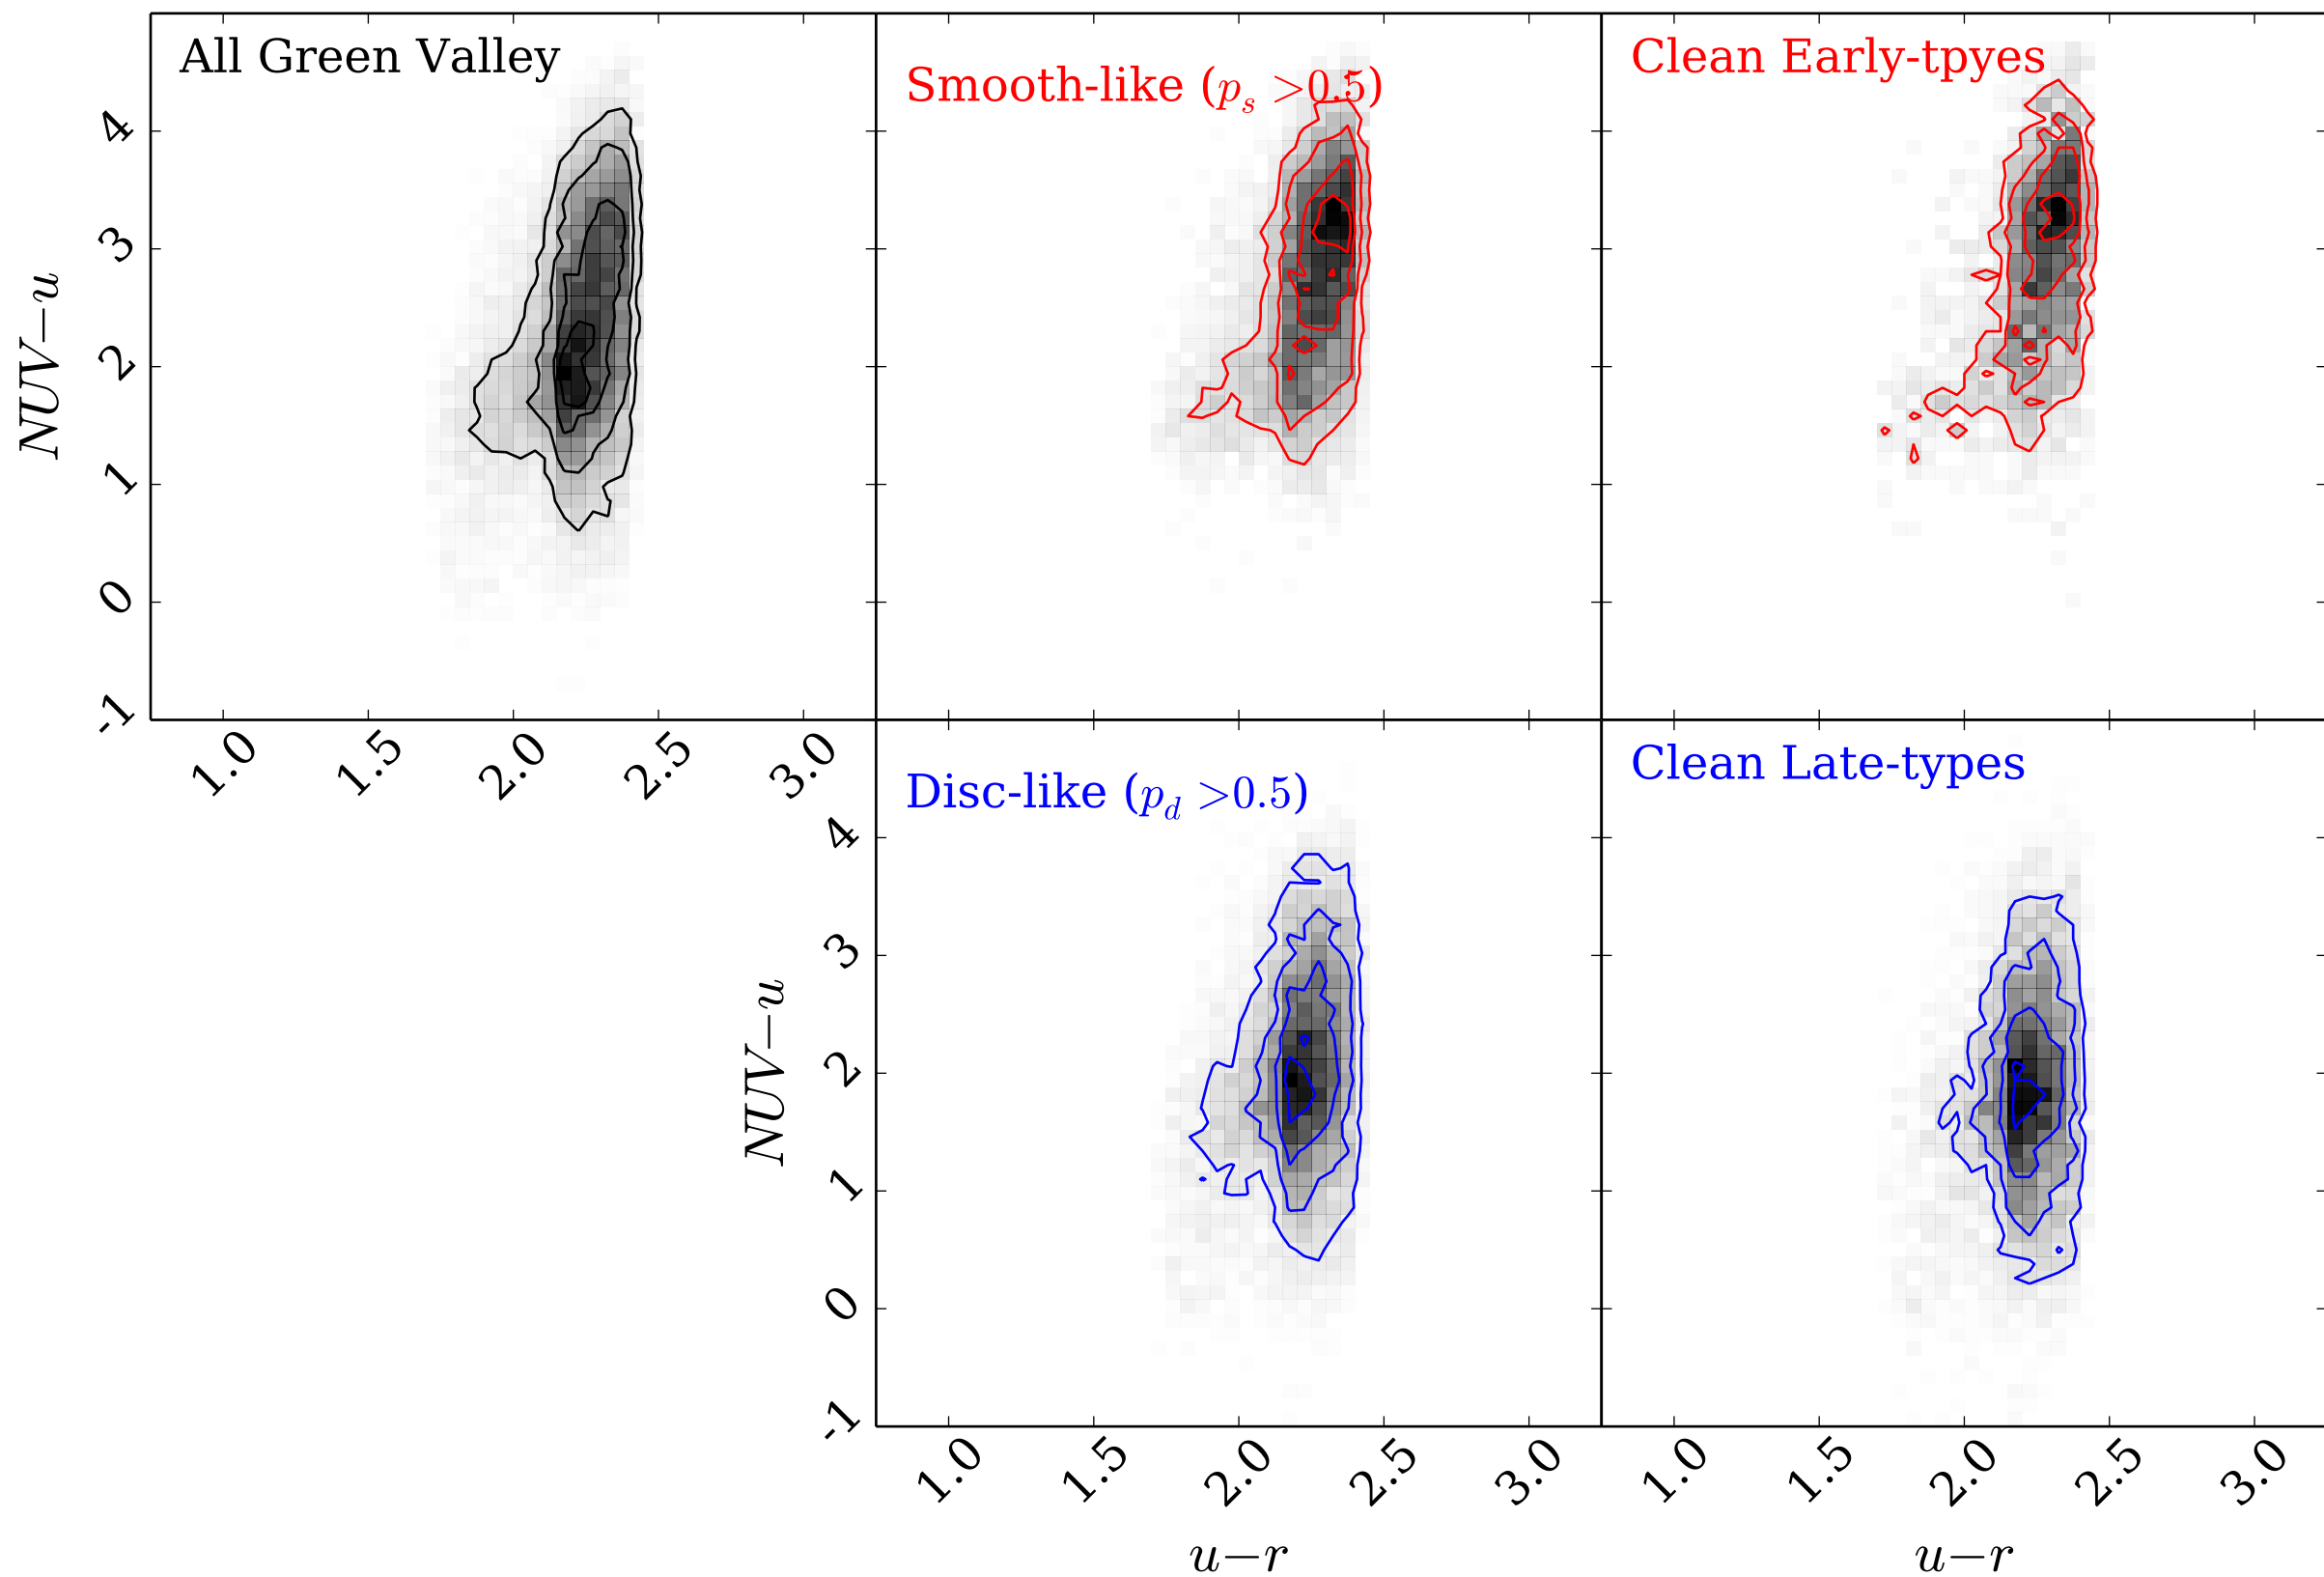 All Green Valley
Smooth-like (ps >0.5)
Clean Early-tpyes
NUV−u
4
3
2
1
0
-1
1.0 1.5 2.0 2.5 3.0
Disc-like (pd >0.5)
Clean Late-types
NUV−u
4
3
2
1
0
-1
1.0 1.5 2.0 2.5 3.0
1.0 1.5 2.0 2.5 3.0
u−r
u−r